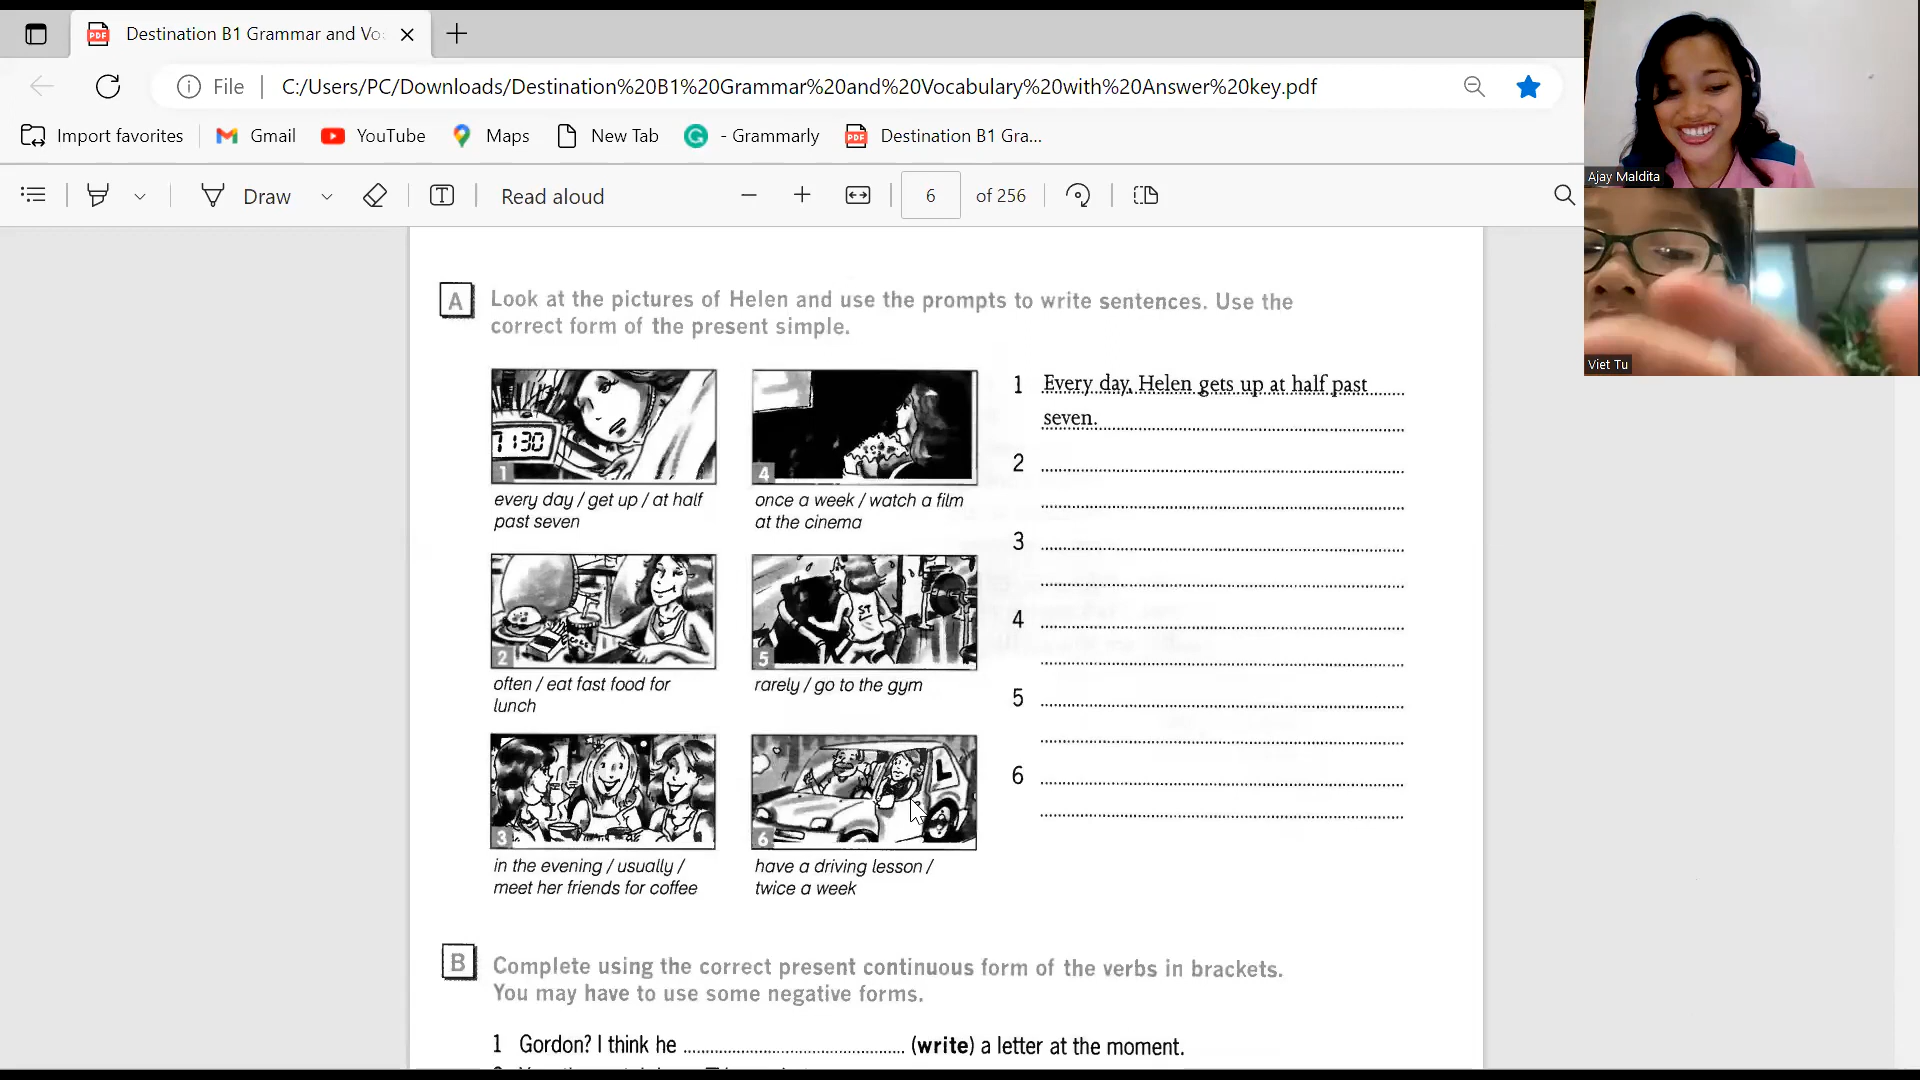 Destination B1 Grammar and Vo
File
C:/Users/PC/Downloads/Destination%20B1%20Grammar%20and%20Vocabulary%20with%20Answer%20key.pdf
Import favorites
Gmail
YouTube
Maps
New Tab
- Grammarly
Destination B1 Gra...
Draw
Read aloud
6
of 256
Ajay Maldita
Viet Tu
A
Look at the pictures of Helen and use the prompts to write sentences. Use the
correct form of the present simple.
1
every day / get up / at half
past seven
2
often / eat fast food for
lunch
3
in the evening / usually /
meet her friends for coffee
4
once a week / watch a film
at the cinema
5
rarely / go to the gym
L
6
have a driving lesson /
twice a week
1 Every day, Helen gets up at half past
seven.
2
3
4
5
6
B
Complete using the correct present continuous form of the verbs in brackets.
You may have to use some negative forms.
1 Gordon? I think he .......................................... (write) a letter at the moment.